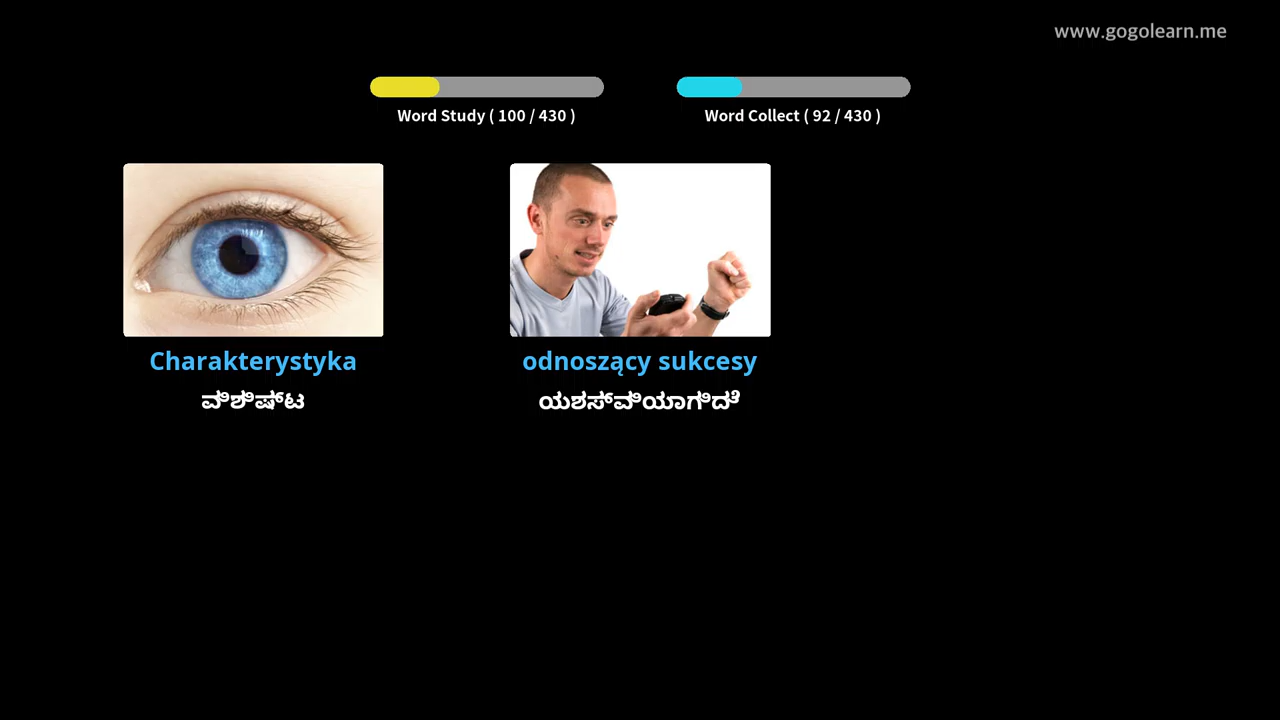 www.gogolearn.me
Word Study ( 100 / 430 )
Word Collect ( 92 / 430 )
Charakterystyka
odnoszący sukcesy
ವಿಶಿಷ್ಟ
ಯಶಸ್ವಿಯಾಗಿದೆ